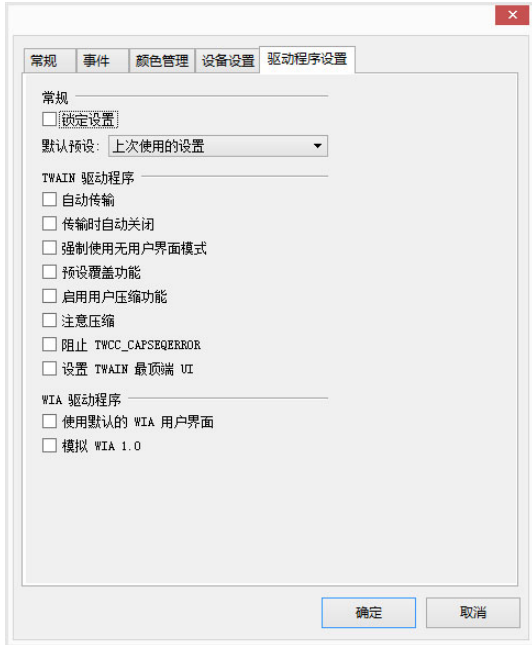 常规 事件 颜色管理 设备设置 驱动程序设置
常规
锁定设置
默认预设: 上次使用的设置
TWAIN 驱动程序
自动传输
传输时自动关闭
强制使用无用户界面模式
预设覆盖功能
启用用户压缩功能
注意压缩
阻止 TWCC_CAPSEQERROR
设置 TWAIN 最顶端 UI
WIA 驱动程序
使用默认的 WIA 用户界面
模拟 WIA 1.0
确定 取消